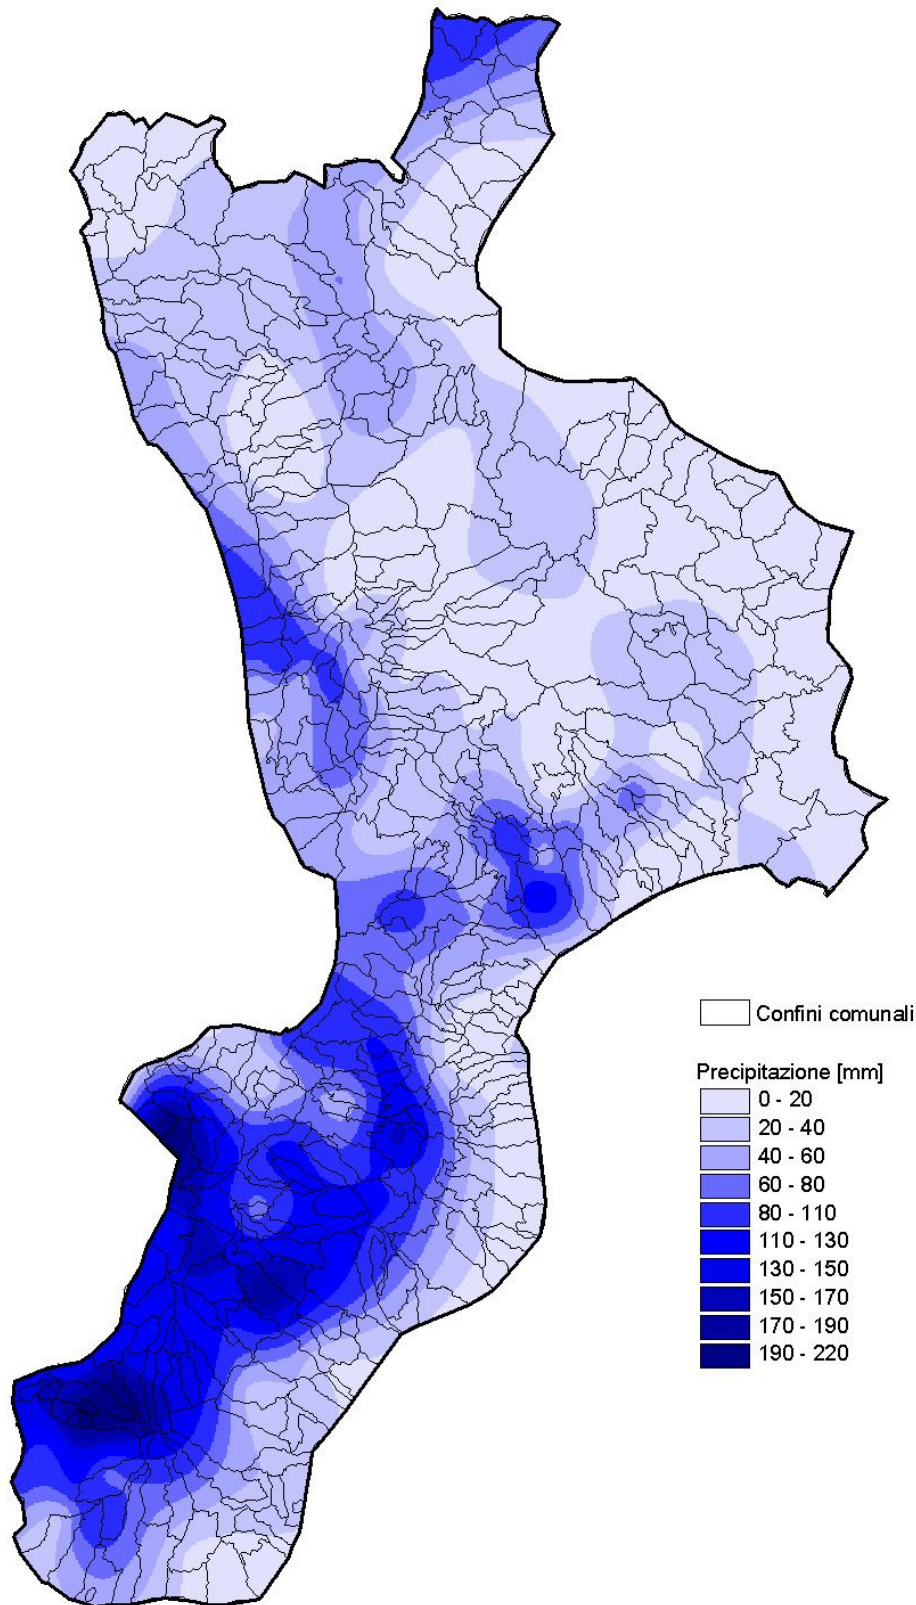 Confini comunali
Precipitazione [mm]
0 - 20
20 - 40
40 - 60
60 - 80
80 - 110
110 - 130
130 - 150
150 - 170
170 - 190
190 - 220